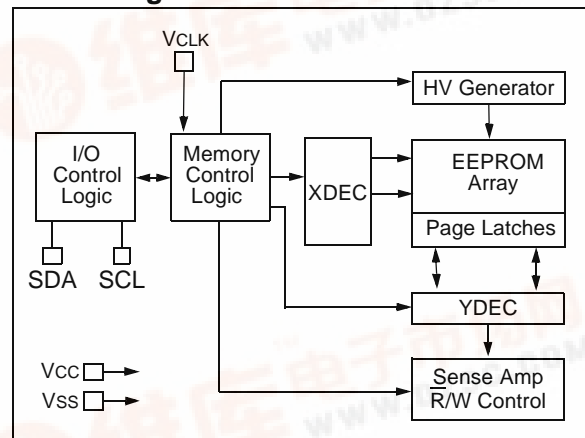 VCLK
HV Generator
I/O
Control
Logic
Memory
Control
Logic
XDEC
EEPROM
Array
Page Latches
SDA SCL
YDEC
Vcc
Vss
Sense Amp
R/W Control